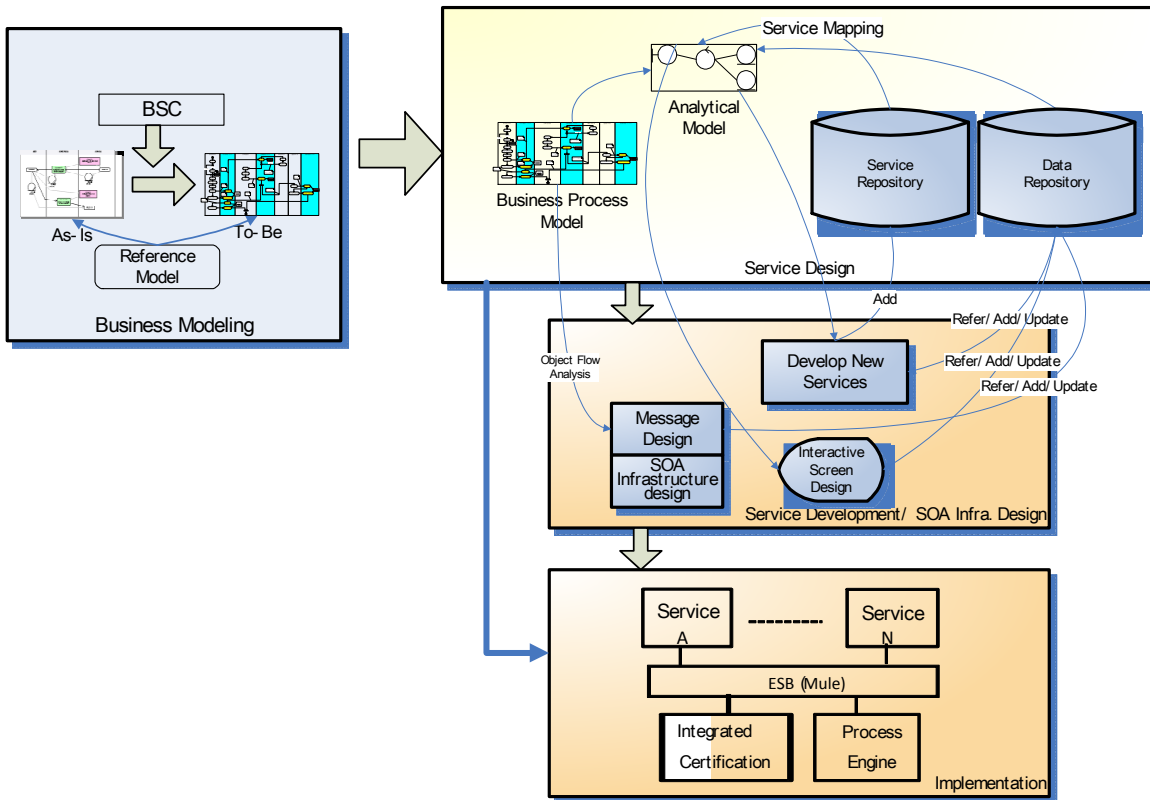 BSC
As- Is
To- Be
Reference
Model
Business Modeling
Service Mapping
Analytical
Model
Business Process
Model
Service
Repository
Data
Repository
Service Design
Add
Refer/ Add/ Update
Refer/ Add/ Update
Refer/ Add/ Update
Object Flow
Analysis
Develop New
Services
Message
Design
SOA
Infrastructure
design
Interactive
Screen
Design
Service Development/ SOA Infra. Design
Service
A
Service
N
ESB (Mule)
Integrated
Certification
Process
Engine
Implementation